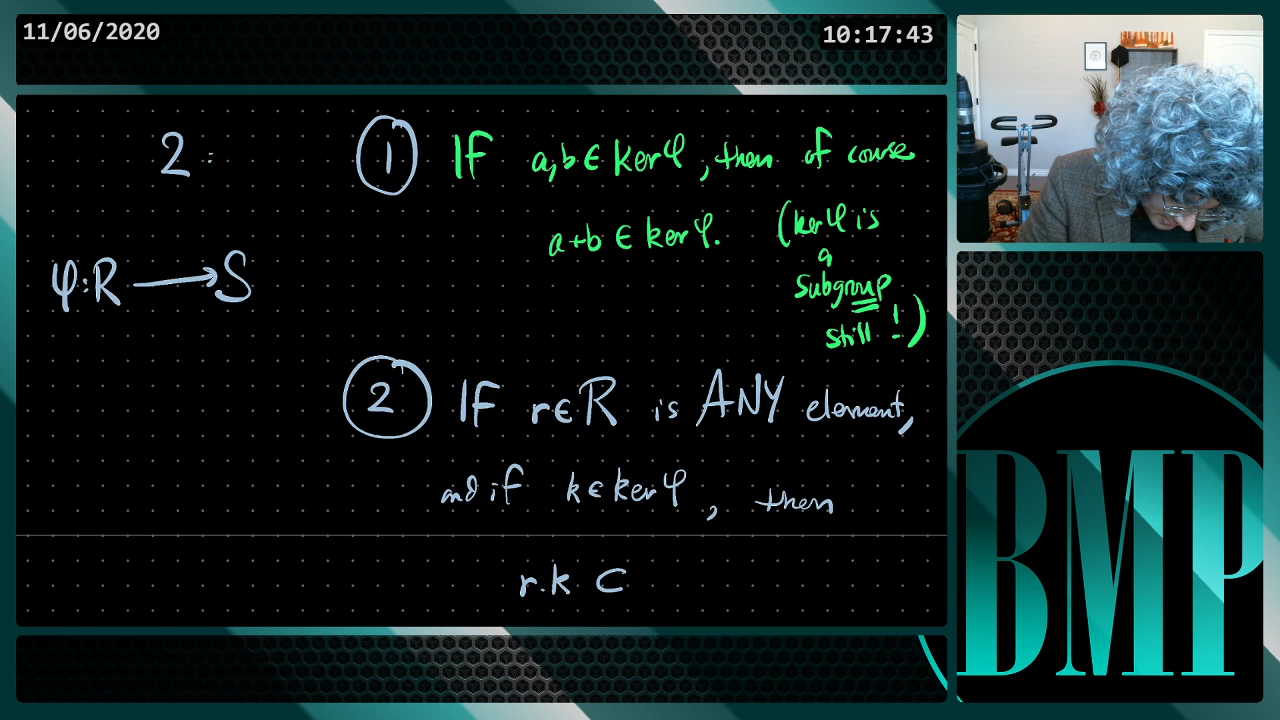 11/06/2020
10:17:43
2:
① IF a,b ∈ ker φ, then of course
a+b ∈ ker φ. (ker φ is
a
subgroup
still!)
φ: R → S
② IF r ∈ R is ANY element,
and if k ∈ ker φ, then
r.k C
BMP